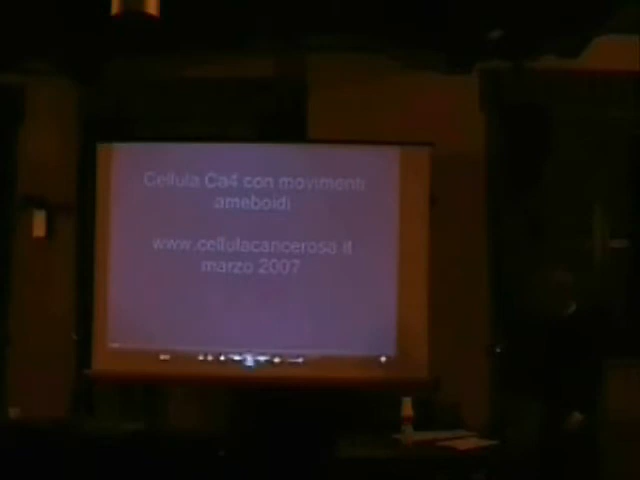 Cellula Ca4 con movimenti
ameboidi
www.cellulacancerosa.it
marzo 2007